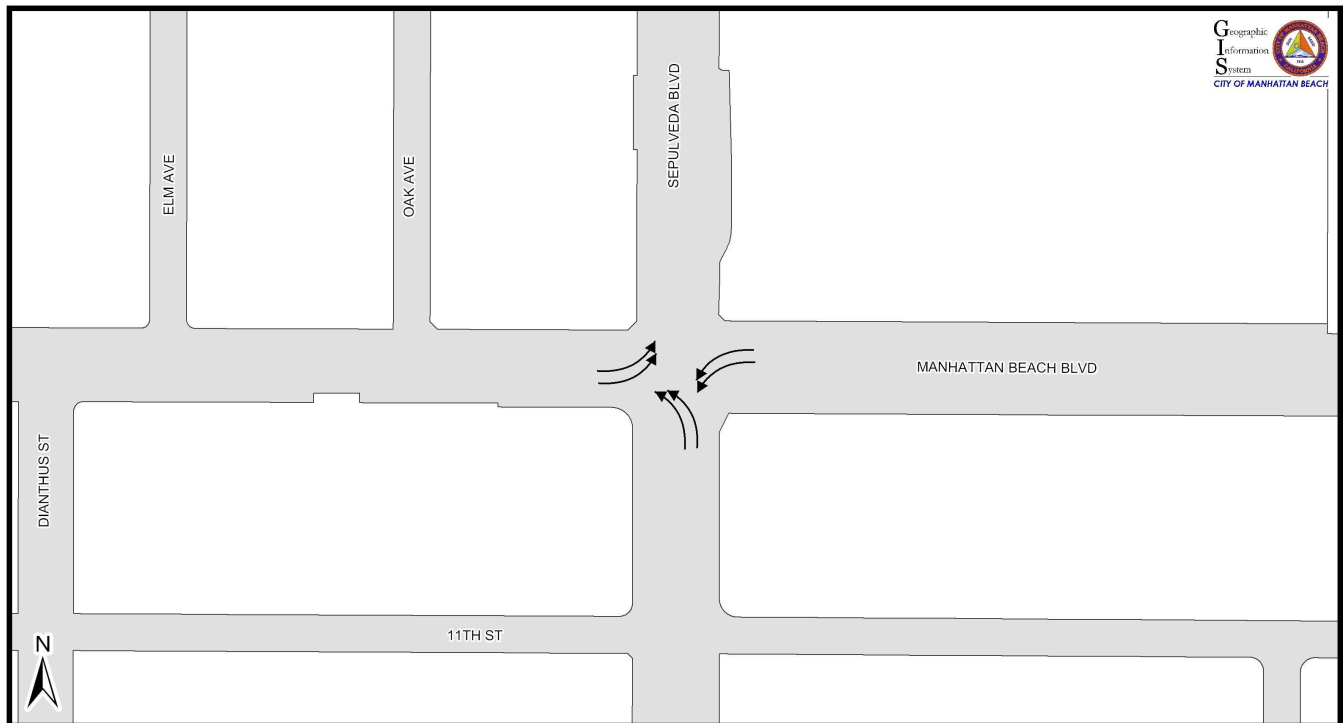 Geographic
Information
System
CITY OF MANHATTAN BEACH
SEPULVEDA BLVD
ELM AVE
OAK AVE
MANHATTAN BEACH BLVD
DIANTHUS ST
11TH ST
N